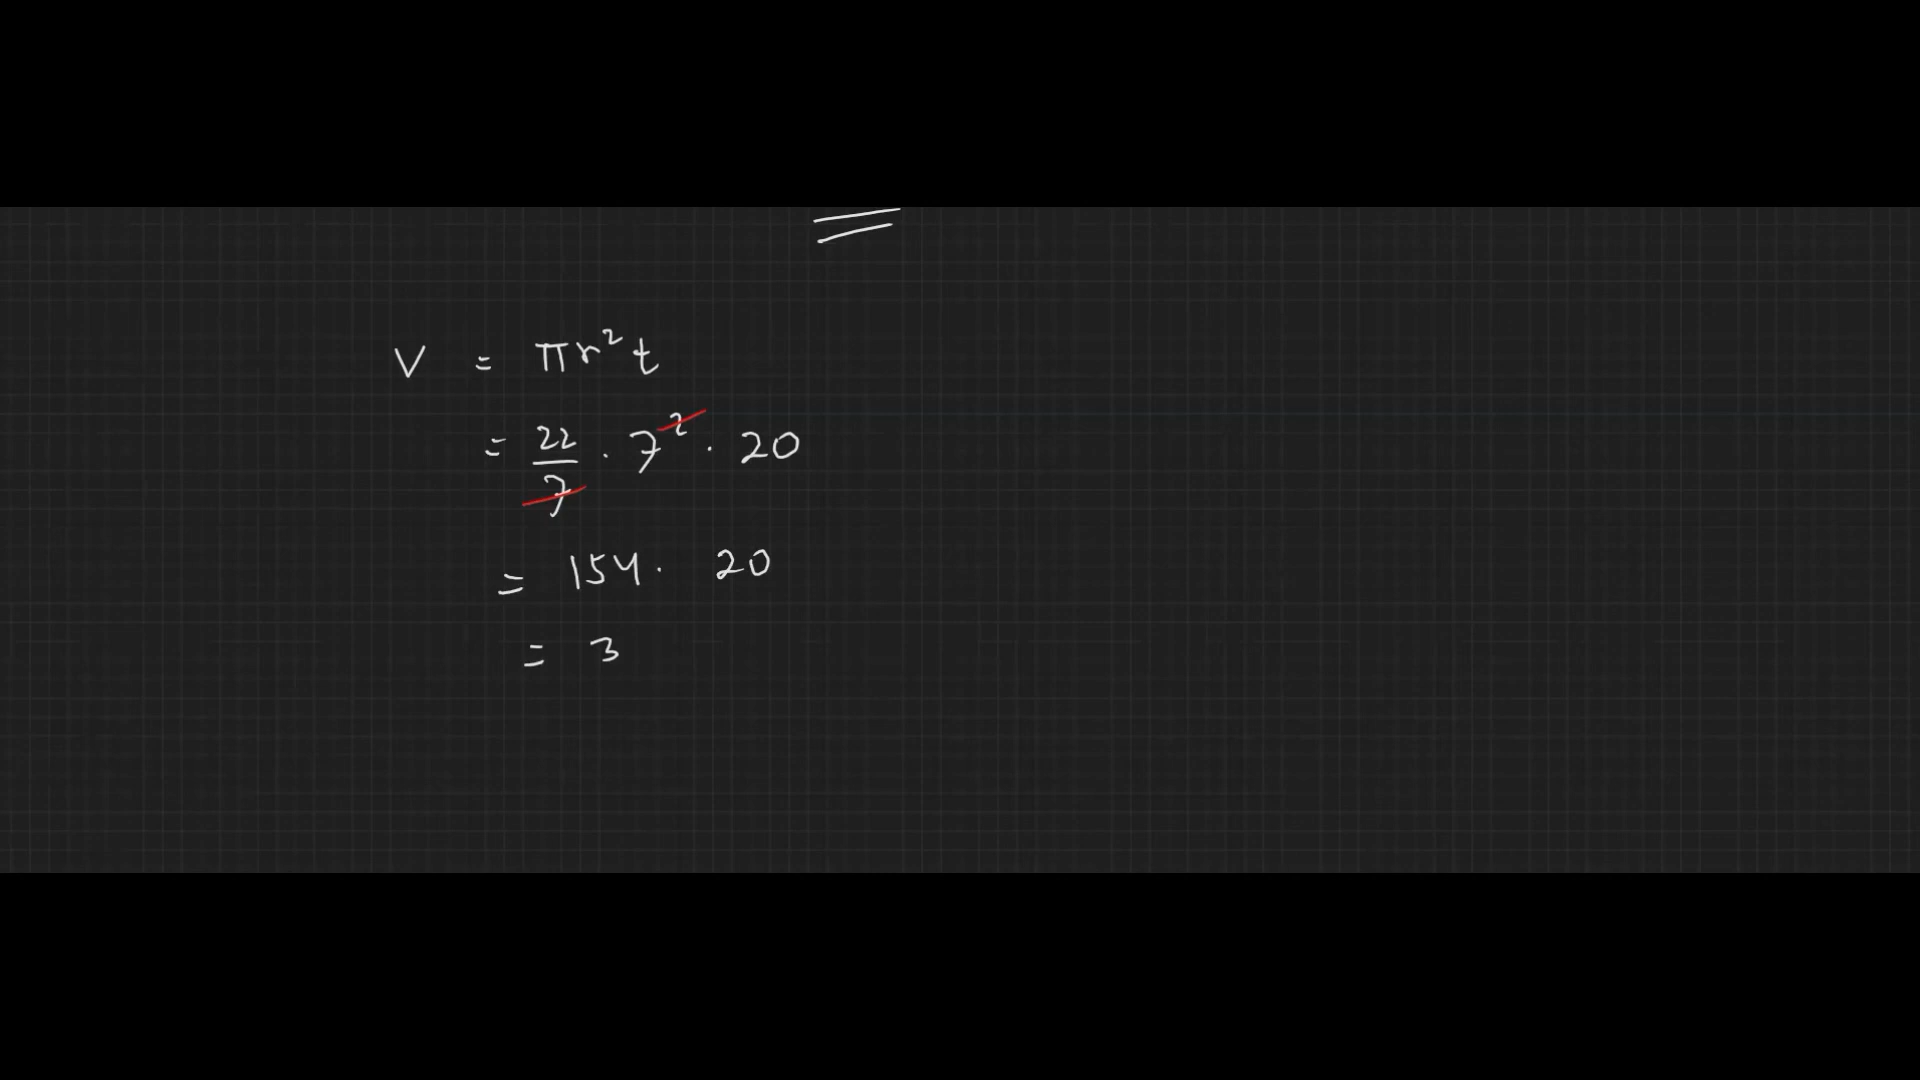 V = πr²t
= 22/7 · 7² · 20
= 154 · 20
= 3